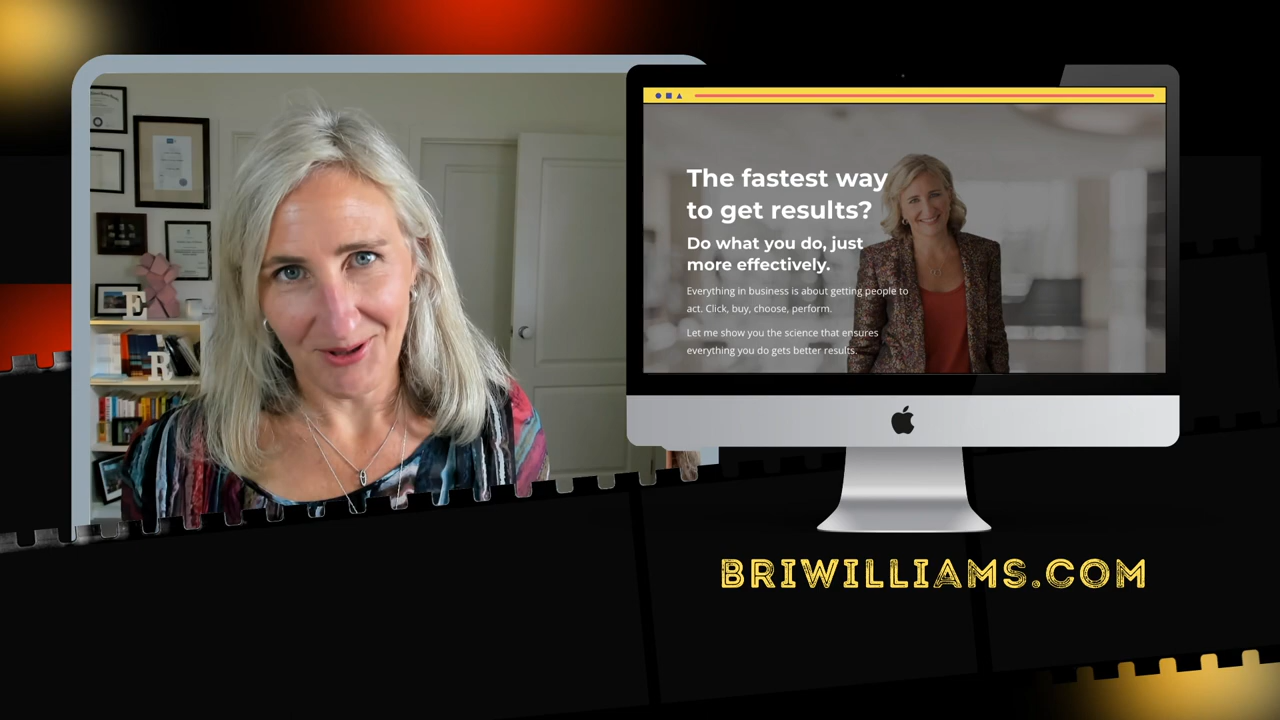 E
R
The fastest way
to get results?
Do what you do, just
more effectively.
Everything in business is about getting people to
act. Click, buy, choose, perform.
Let me show you the science that ensures
everything you do gets better results.
BRIWILLIAMS.COM